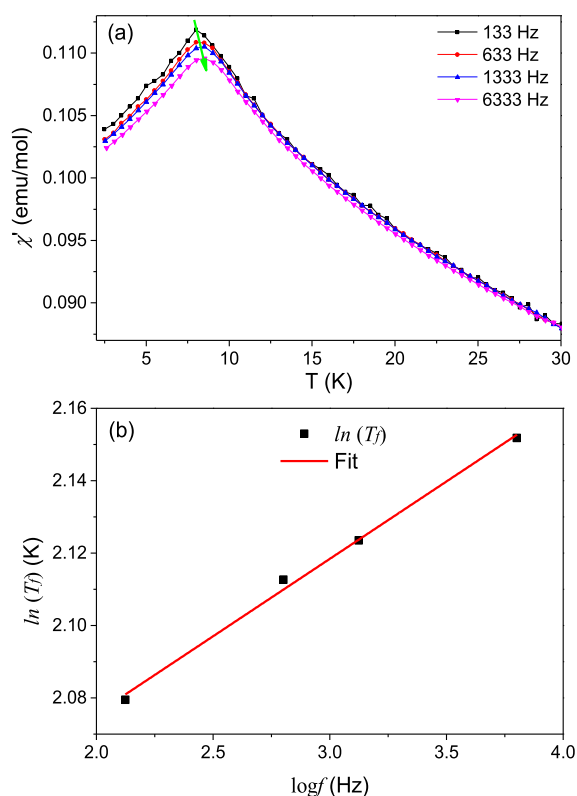 (a)
133 Hz
633 Hz
1333 Hz
6333 Hz
0.110
0.105
0.100
0.095
0.090
χ' (emu/mol)
5 10 15 20 25 30
T (K)
(b)
ln (Tf)
Fit
2.16
2.14
2.12
2.10
2.08
ln (Tf) (K)
2.0 2.5 3.0 3.5 4.0
logf (Hz)